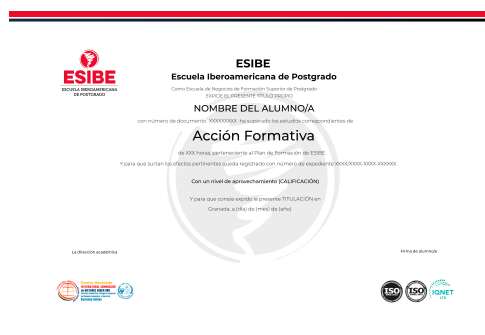 ESIBE
ESCUELA IBEROAMERICANA
DE POSTGRADO
ESIBE
Escuela Iberoamericana de Postgrado
Como Escuela de Negocios de Formación Superior de Postgrado
EXPIDE EL PRESENTE TÍTULO PROPIO
NOMBRE DEL ALUMNO/A
con número de documento XXXXXXXXX ha superado los estudios correspondientes de
Acción Formativa
de XXX horas, perteneciente al Plan de Formación de ESIBE
Y para que surtan los efectos pertinentes queda registrado con número de expediente XXXX/XXXX-XXXX-XXXXXX
Con un nivel de aprovechamiento (CALIFICACIÓN)
Y para que conste expido la presente TITULACIÓN en
Granada, a (día) de (mes) de (año)
La dirección académica
Firma de alumno/a
ISO
ISO
IQNET
LTD